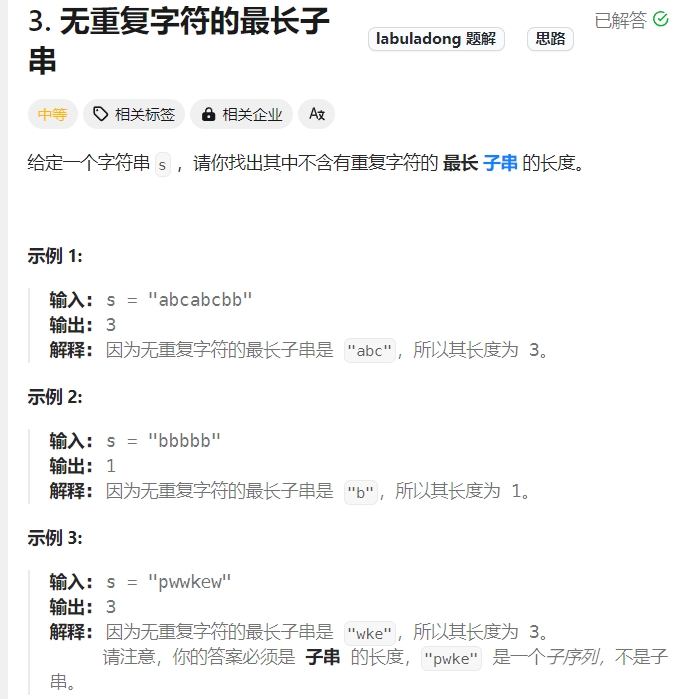 3. 无重复字符的最长子
串
labuladong 题解
思路
已解答
中等
相关标签
相关企业
给定一个字符串 s ，请你找出其中不含有重复字符的 最长 子串 的长度。
示例 1:
输入: s = "abcabcbb"
输出: 3
解释: 因为无重复字符的最长子串是 "abc"，所以其长度为 3。
示例 2:
输入: s = "bbbbb"
输出: 1
解释: 因为无重复字符的最长子串是 "b"，所以其长度为 1。
示例 3:
输入: s = "pwwkew"
输出: 3
解释: 因为无重复字符的最长子串是 "wke"，所以其长度为 3。
请注意，你的答案必须是 子串 的长度，"pwke" 是一个子序列，不是子
串。